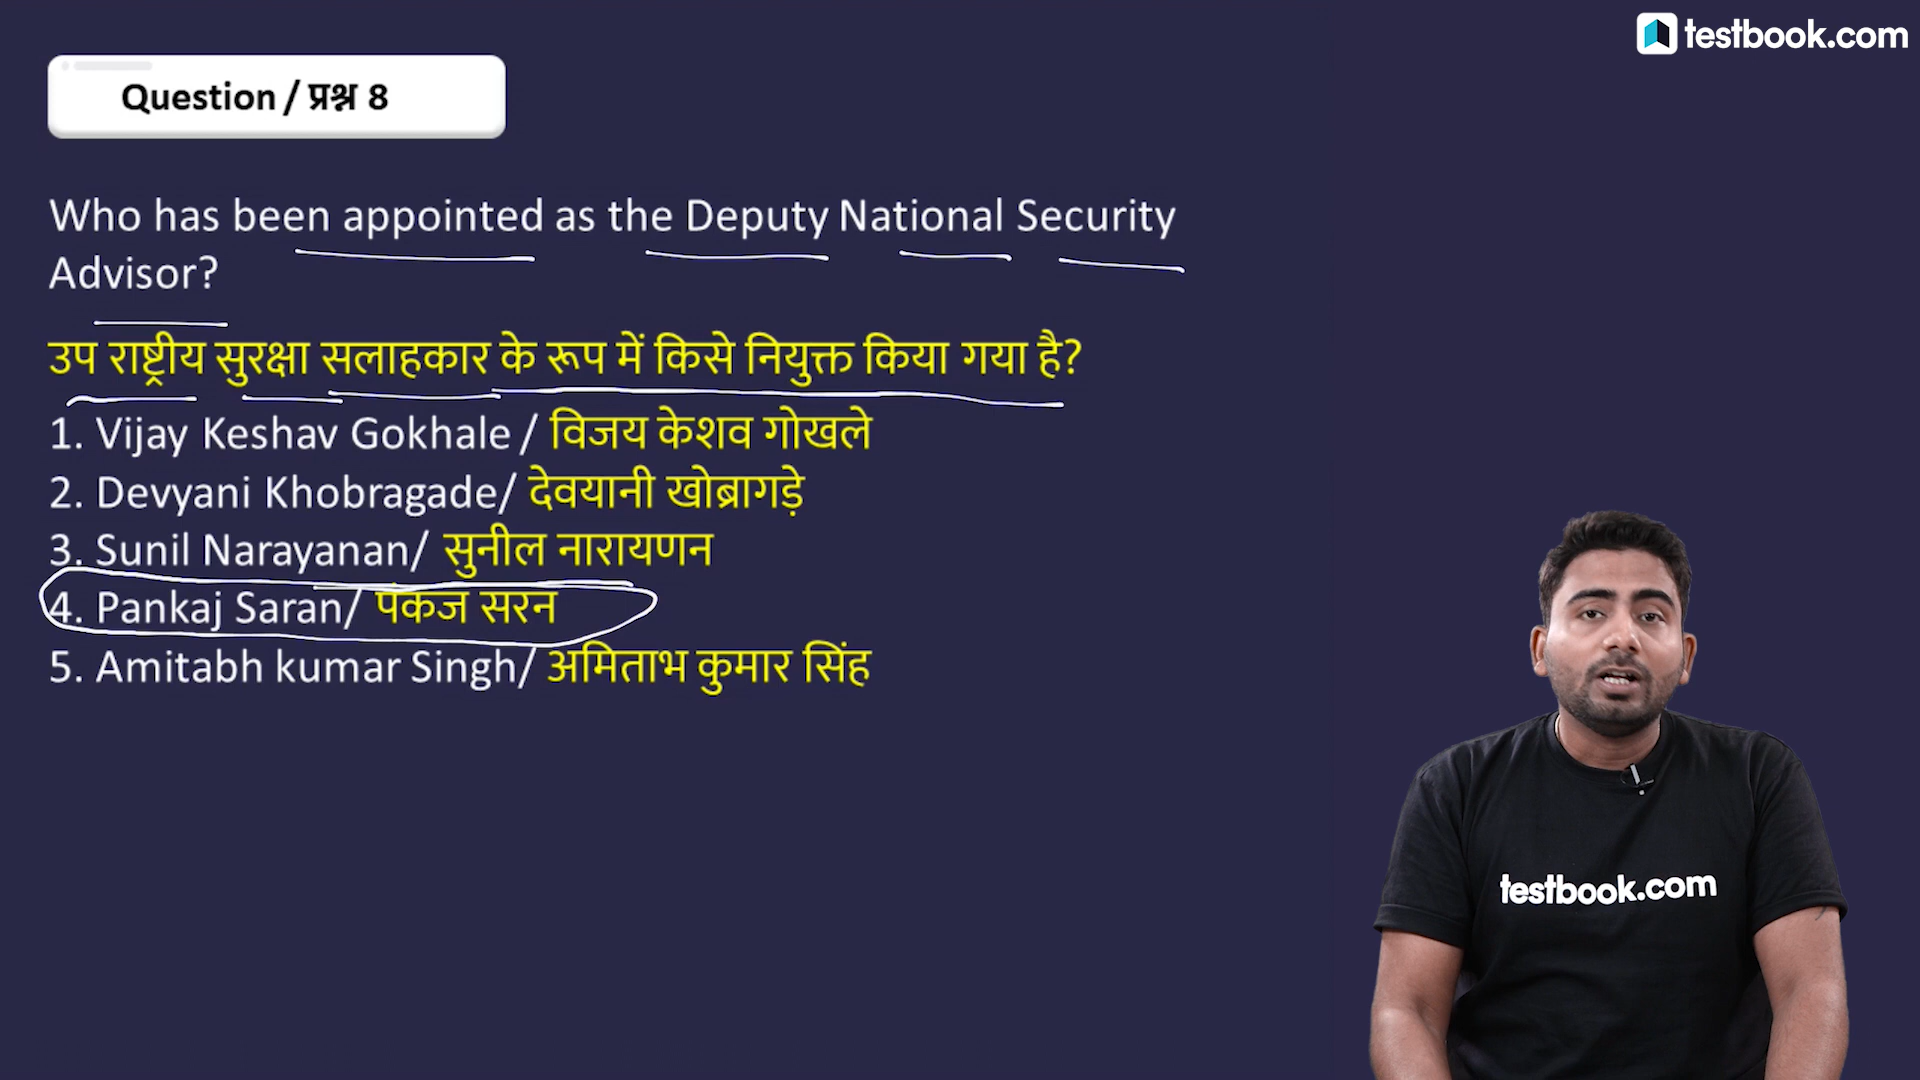 testbook.com
Question / प्रश्न 8
Who has been appointed as the Deputy National Security
Advisor?
उप राष्ट्रीय सुरक्षा सलाहकार के रूप में किसे नियुक्त किया गया है?
1. Vijay Keshav Gokhale / विजय केशव गोखले
2. Devyani Khobragade/ देवयानी खोब्रागड़े
3. Sunil Narayanan/ सुनील नारायणन
4. Pankaj Saran/ पंकज सरन
5. Amitabh kumar Singh/ अमिताभ कुमार सिंह
testbook.com